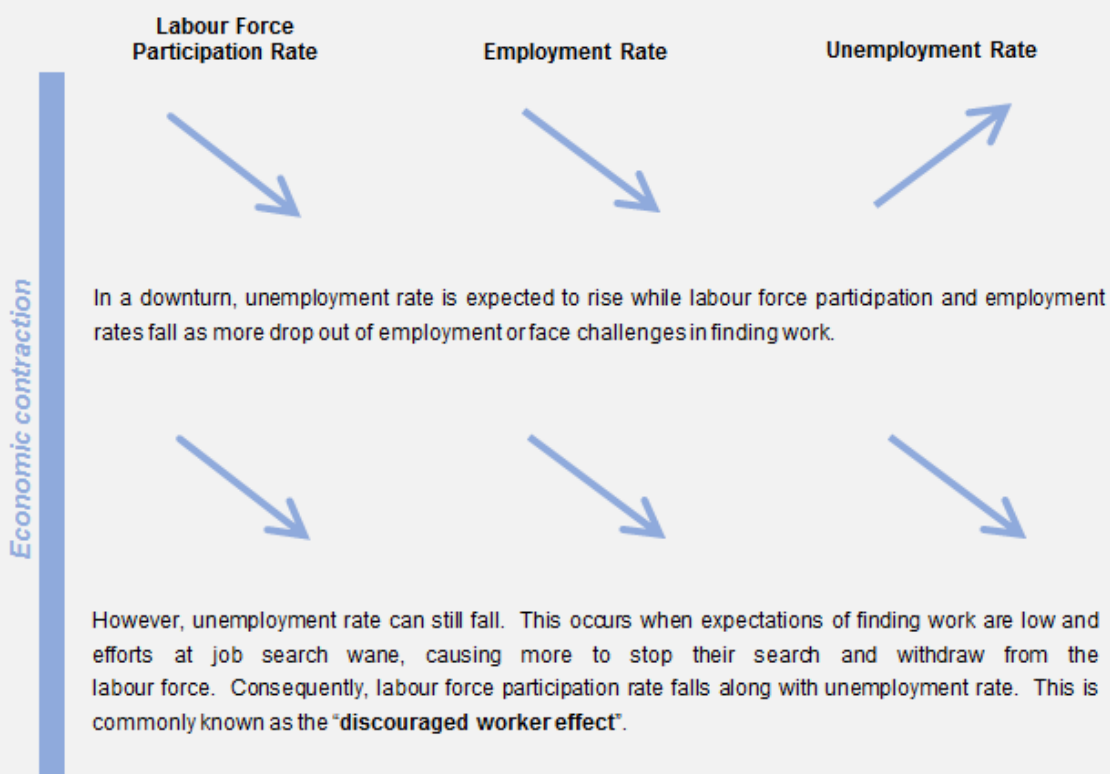 Labour Force
Participation Rate
Employment Rate
Unemployment Rate
Economic contraction
In a downturn, unemployment rate is expected to rise while labour force participation and employment
rates fall as more drop out of employment or face challenges in finding work.
However, unemployment rate can still fall. This occurs when expectations of finding work are low and
efforts at job search wane, causing more to stop their search and withdraw from the
labour force. Consequently, labour force participation rate falls along with unemployment rate. This is
commonly known as the “discouraged worker effect”.